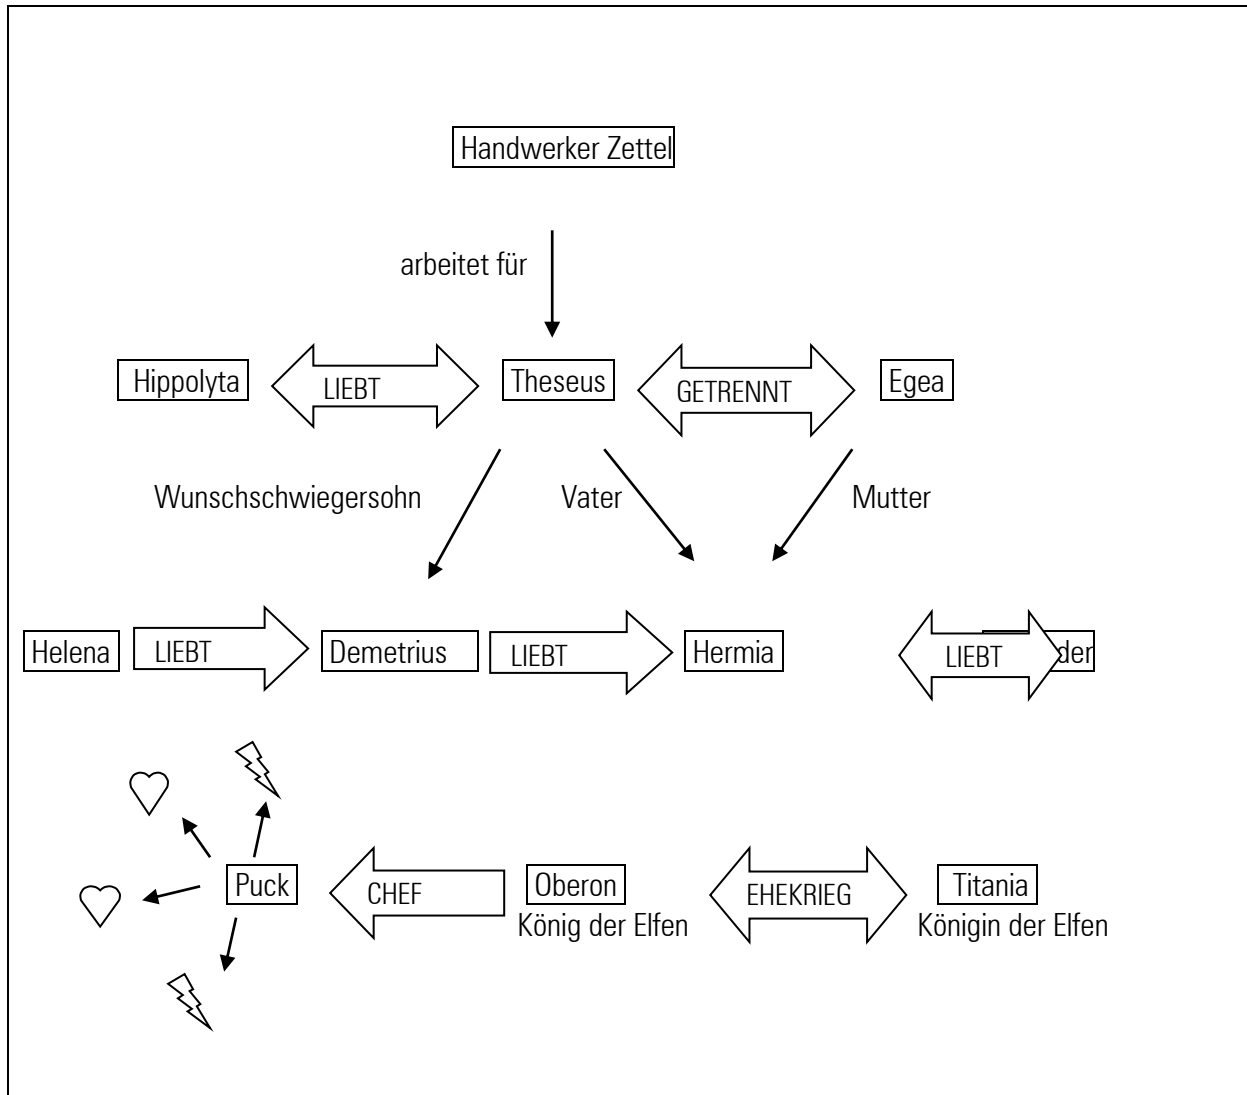 Handwerker Zettel
arbeitet für
Hippolyta LIEBT Theseus GETRENNT Egea
Wunschschwiegersohn Vater Mutter
Helena LIEBT Demetrius LIEBT Hermia LIEBT der
Puck CHEF Oberon EHEKRIEG Titania
König der Elfen Königin der Elfen